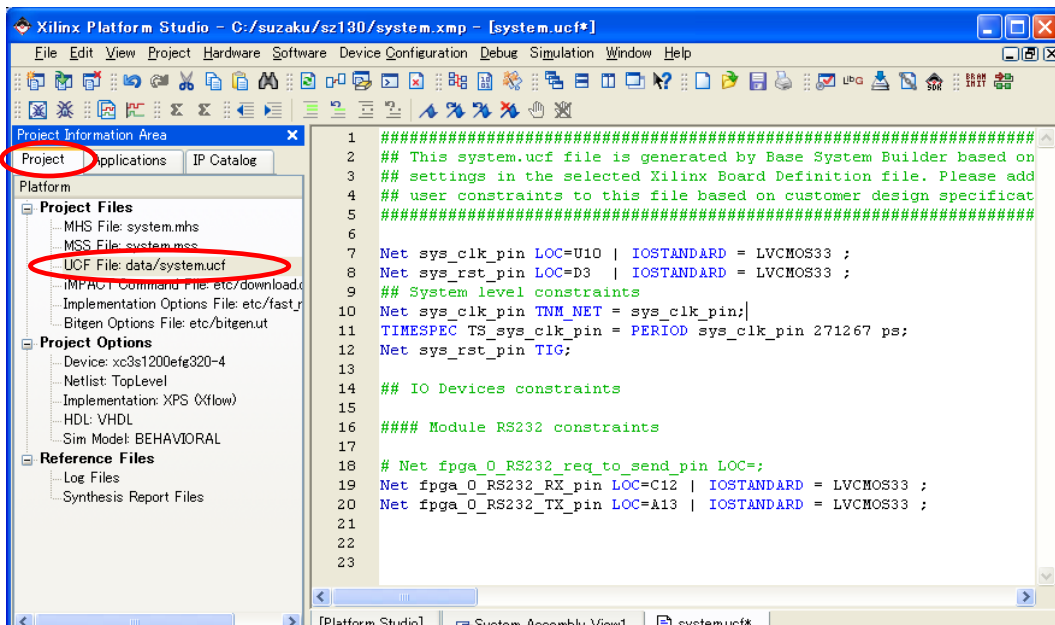 Xilinx Platform Studio - C:/suzaku/sz130/system.xmp - [system.ucf*]
File Edit View Project Hardware Software Device Configuration Debug Simulation Window Help
Project Information Area
Project Applications IP Catalog
Platform
Project Files
MHS File: system.mhs
MSS File: system.mss
UCF File: data/system.ucf
iMPACT Command File: etc/download.c
Implementation Options File: etc/fast_r
Bitgen Options File: etc/bitgen.ut
Project Options
Device: xc3s1200efg320-4
Netlist: TopLevel
Implementation: XPS (Xflow)
HDL: VHDL
Sim Model: BEHAVIORAL
Reference Files
Log Files
Synthesis Report Files
1 ##################################################################
2 ## This system.ucf file is generated by Base System Builder based on
3 ## settings in the selected Xilinx Board Definition file. Please add
4 ## user constraints to this file based on customer design specificat
5 ##################################################################
6
7 Net sys_clk_pin LOC=U10 | IOSTANDARD = LVCMOS33 ;
8 Net sys_rst_pin LOC=D3 | IOSTANDARD = LVCMOS33 ;
9 ## System level constraints
10 Net sys_clk_pin TNM_NET = sys_clk_pin;
11 TIMESPEC TS_sys_clk_pin = PERIOD sys_clk_pin 271267 ps;
12 Net sys_rst_pin TIG;
13
14 ## IO Devices constraints
15
16 #### Module RS232 constraints
17
18 # Net fpga_0_RS232_req_to_send_pin LOC=;
19 Net fpga_0_RS232_RX_pin LOC=C12 | IOSTANDARD = LVCMOS33 ;
20 Net fpga_0_RS232_TX_pin LOC=A13 | IOSTANDARD = LVCMOS33 ;
21
22
23
[Platform Studio] System Assembly View1 system.ucf*